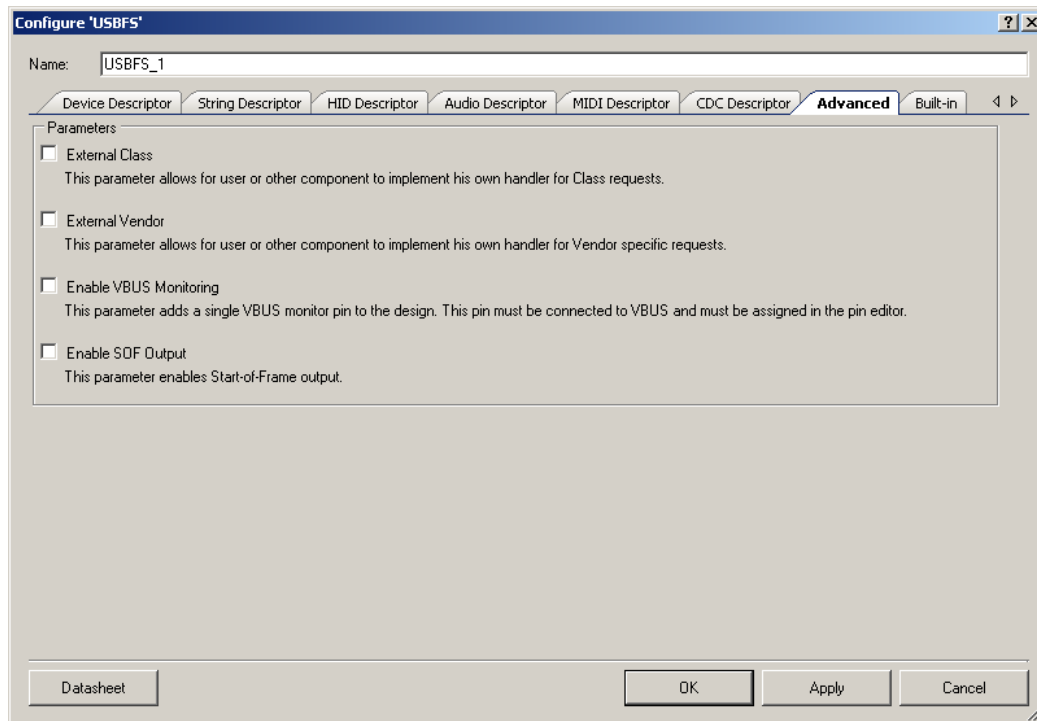 Configure 'USBFS'
Name: USBFS_1
Device Descriptor String Descriptor HID Descriptor Audio Descriptor MIDI Descriptor CDC Descriptor Advanced Built-in
Parameters
External Class
This parameter allows for user or other component to implement his own handler for Class requests.
External Vendor
This parameter allows for user or other component to implement his own handler for Vendor specific requests.
Enable VBUS Monitoring
This parameter adds a single VBUS monitor pin to the design. This pin must be connected to VBUS and must be assigned in the pin editor.
Enable SOF Output
This parameter enables Start-of-Frame output.
Datasheet OK Apply Cancel